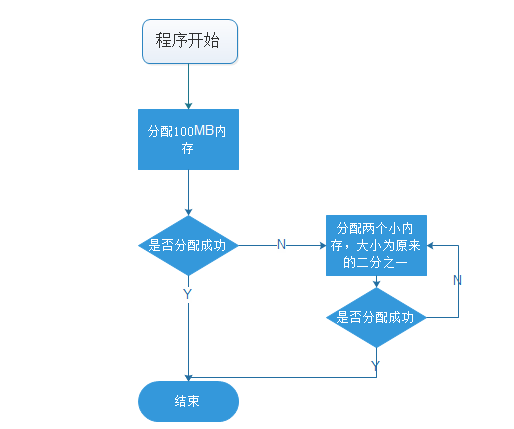 程序开始
分配100MB内
存
是否分配成功
N
分配两个小内
存，大小为原来
的二分之一
N
Y
是否分配成功
Y
结束